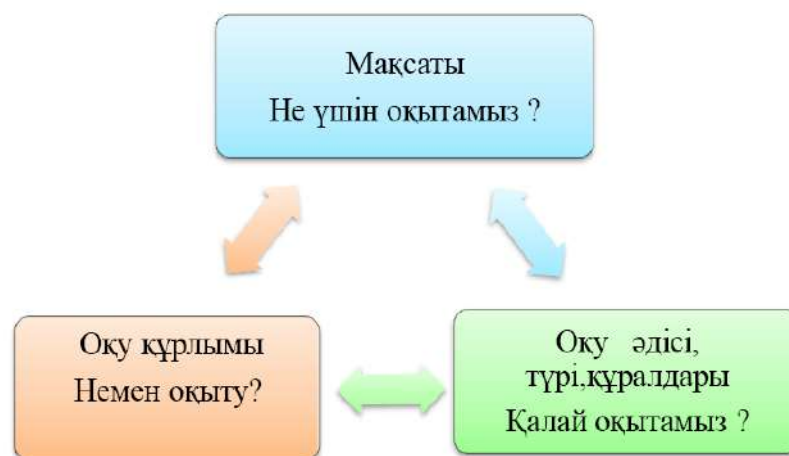 Мақсаты
Не үшін оқытамыз ?
Оқу құрлымы
Немен оқыту?
Оқу әдісі,
түрі,құралдары
Қалай оқытамыз ?